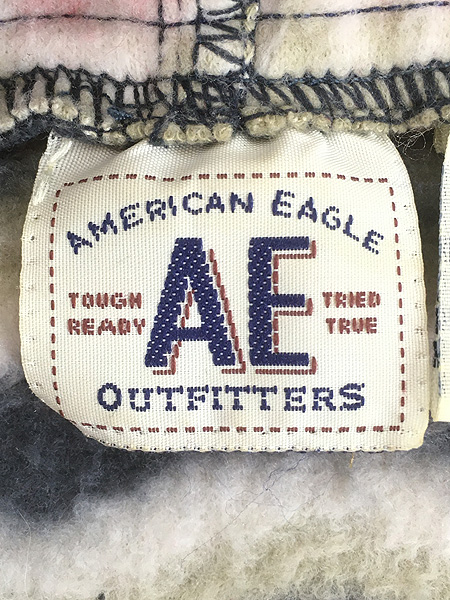 AMERICAN EAGLE
TOUGH
READY
AE
TRIED
TRUE
OUTFITTERS